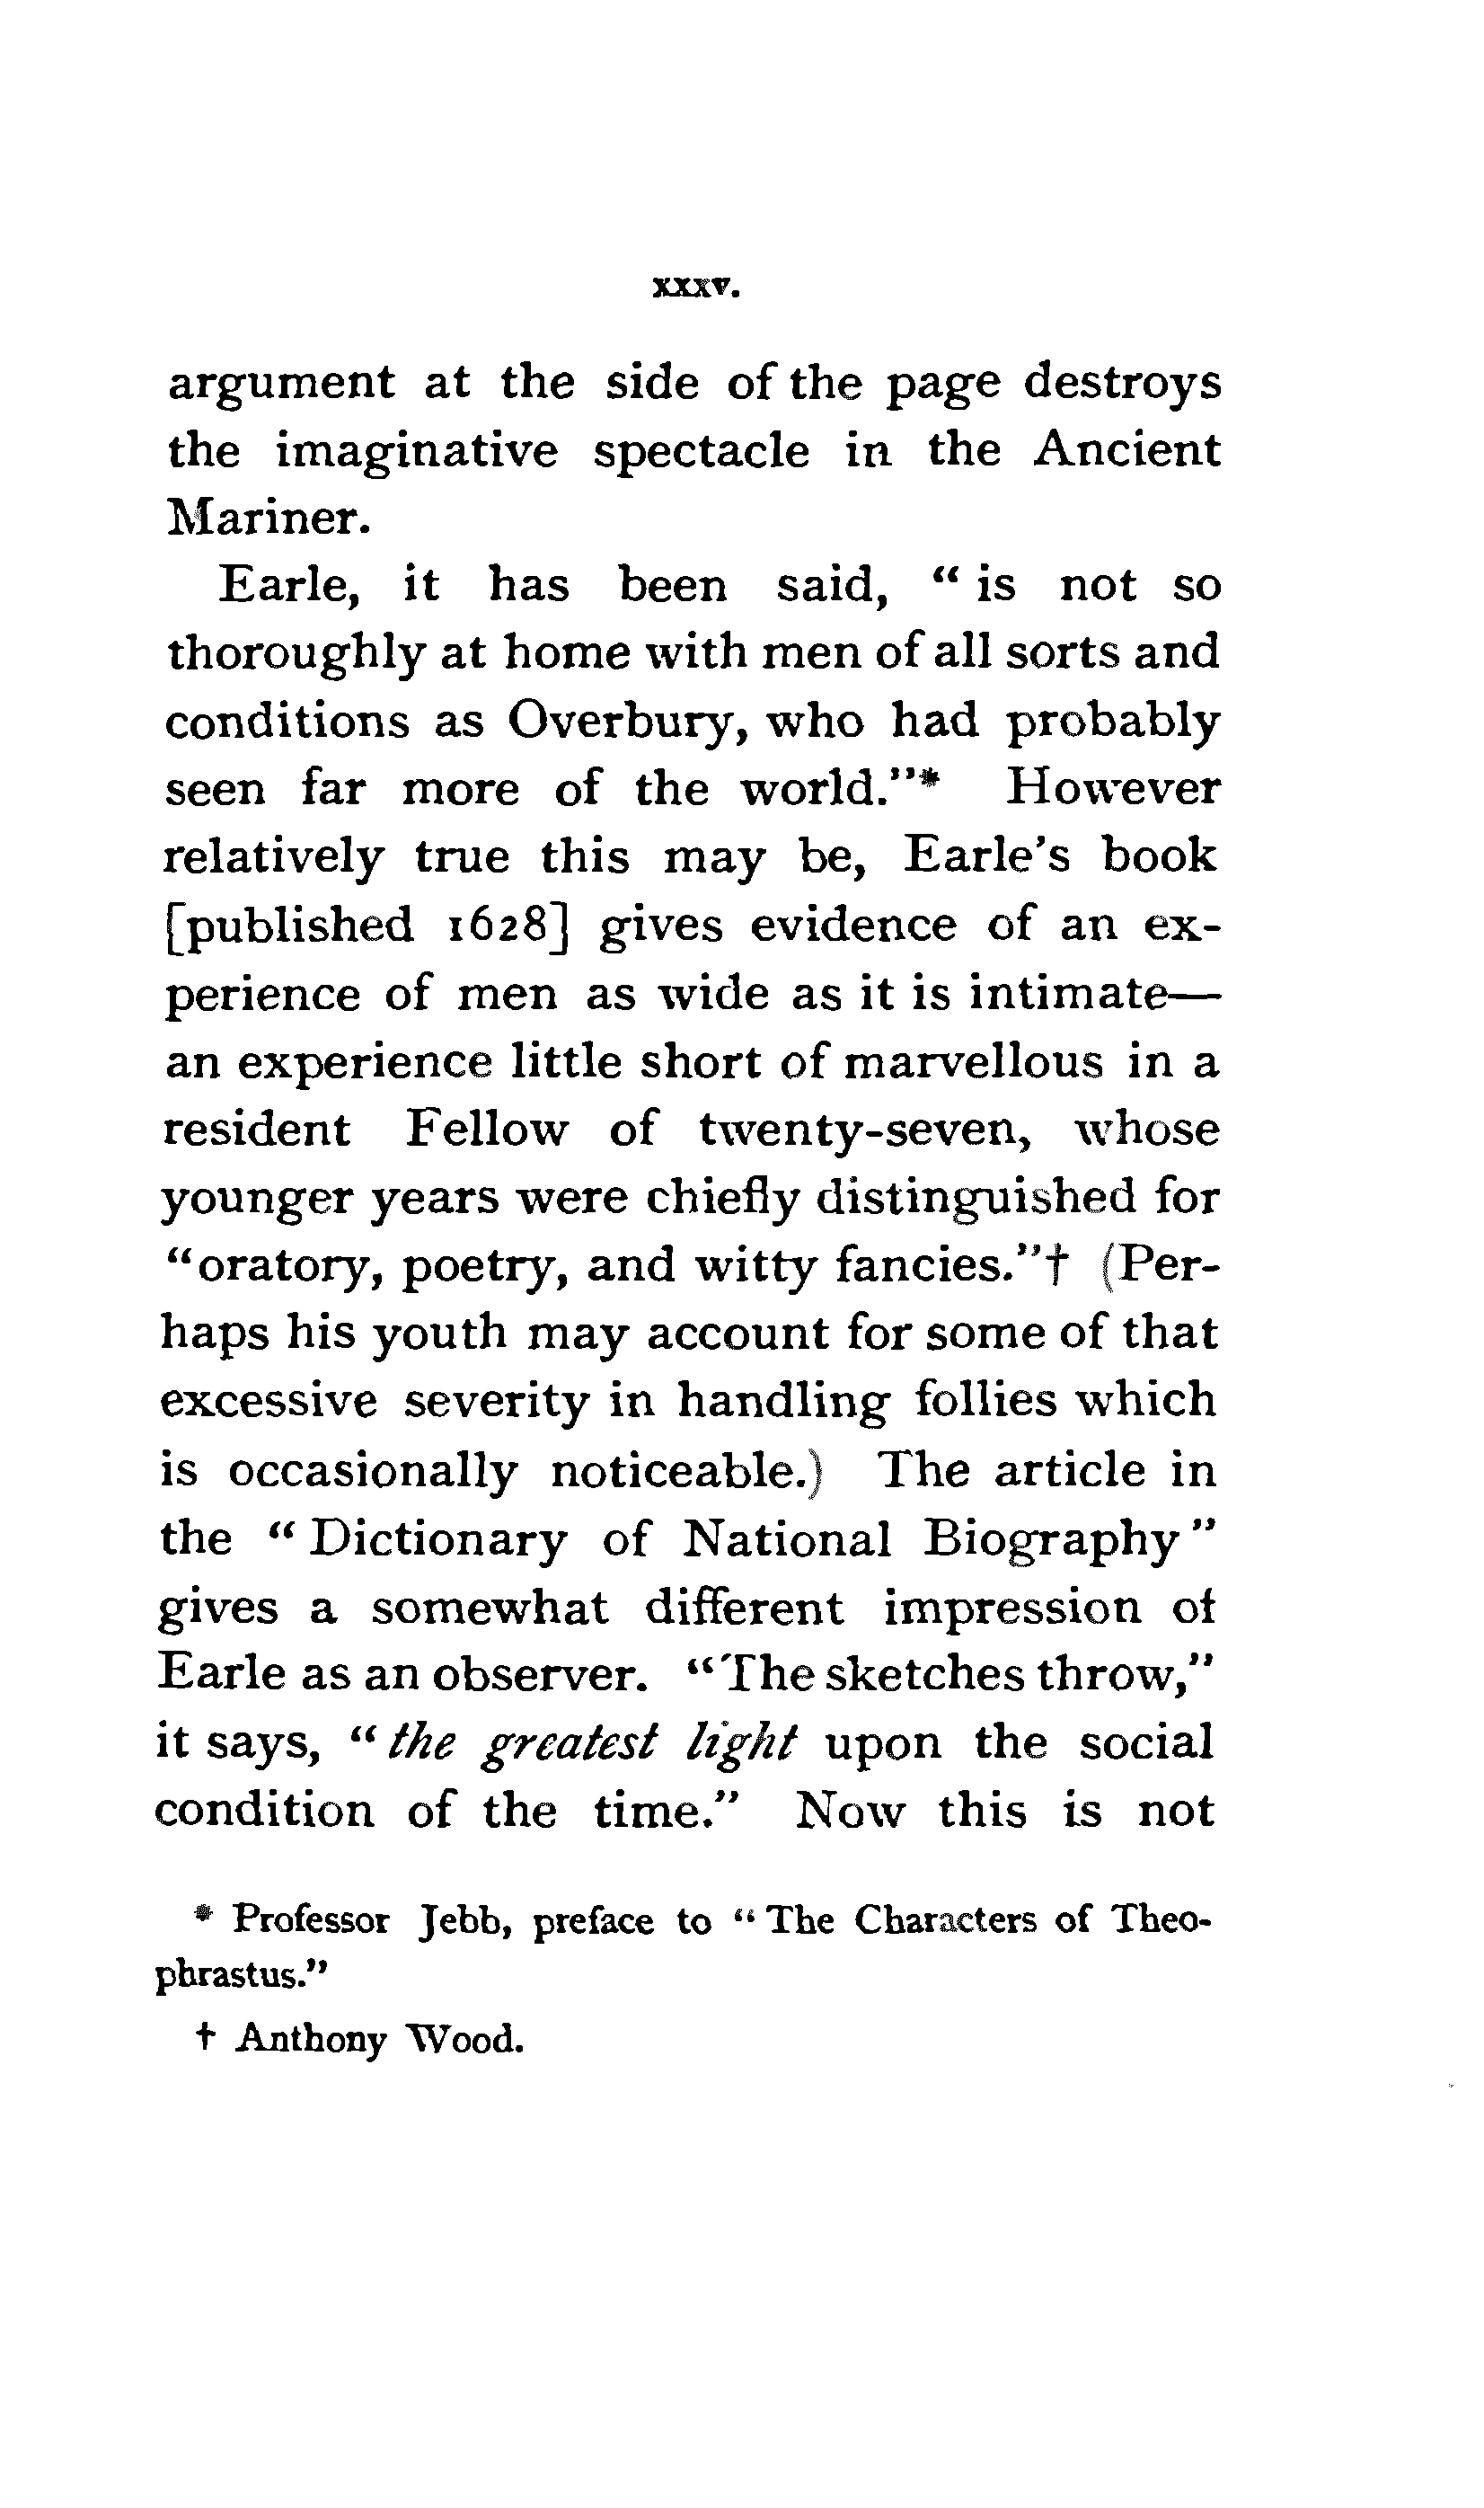 xxxv.
argument at the side of the page destroys
the imaginative spectacle in the Ancient
Mariner.
Earle, it has been said, “ is not so
thoroughly at home with men of all sorts and
conditions as Overbury, who had probably
seen far more of the world.”* However
relatively true this may be, Earle’s book
[published 1628] gives evidence of an ex-
perience of men as wide as it is intimate—
an experience little short of marvellous in a
resident Fellow of twenty-seven, whose
younger years were chiefly distinguished for
“oratory, poetry, and witty fancies.”† (Per-
haps his youth may account for some of that
excessive severity in handling follies which
is occasionally noticeable.) The article in
the “ Dictionary of National Biography ”
gives a somewhat different impression of
Earle as an observer. “The sketches throw,”
it says, “ the greatest light upon the social
condition of the time.” Now this is not
* Professor Jebb, preface to “ The Characters of Theo-
phrastus.”
† Anthony Wood.